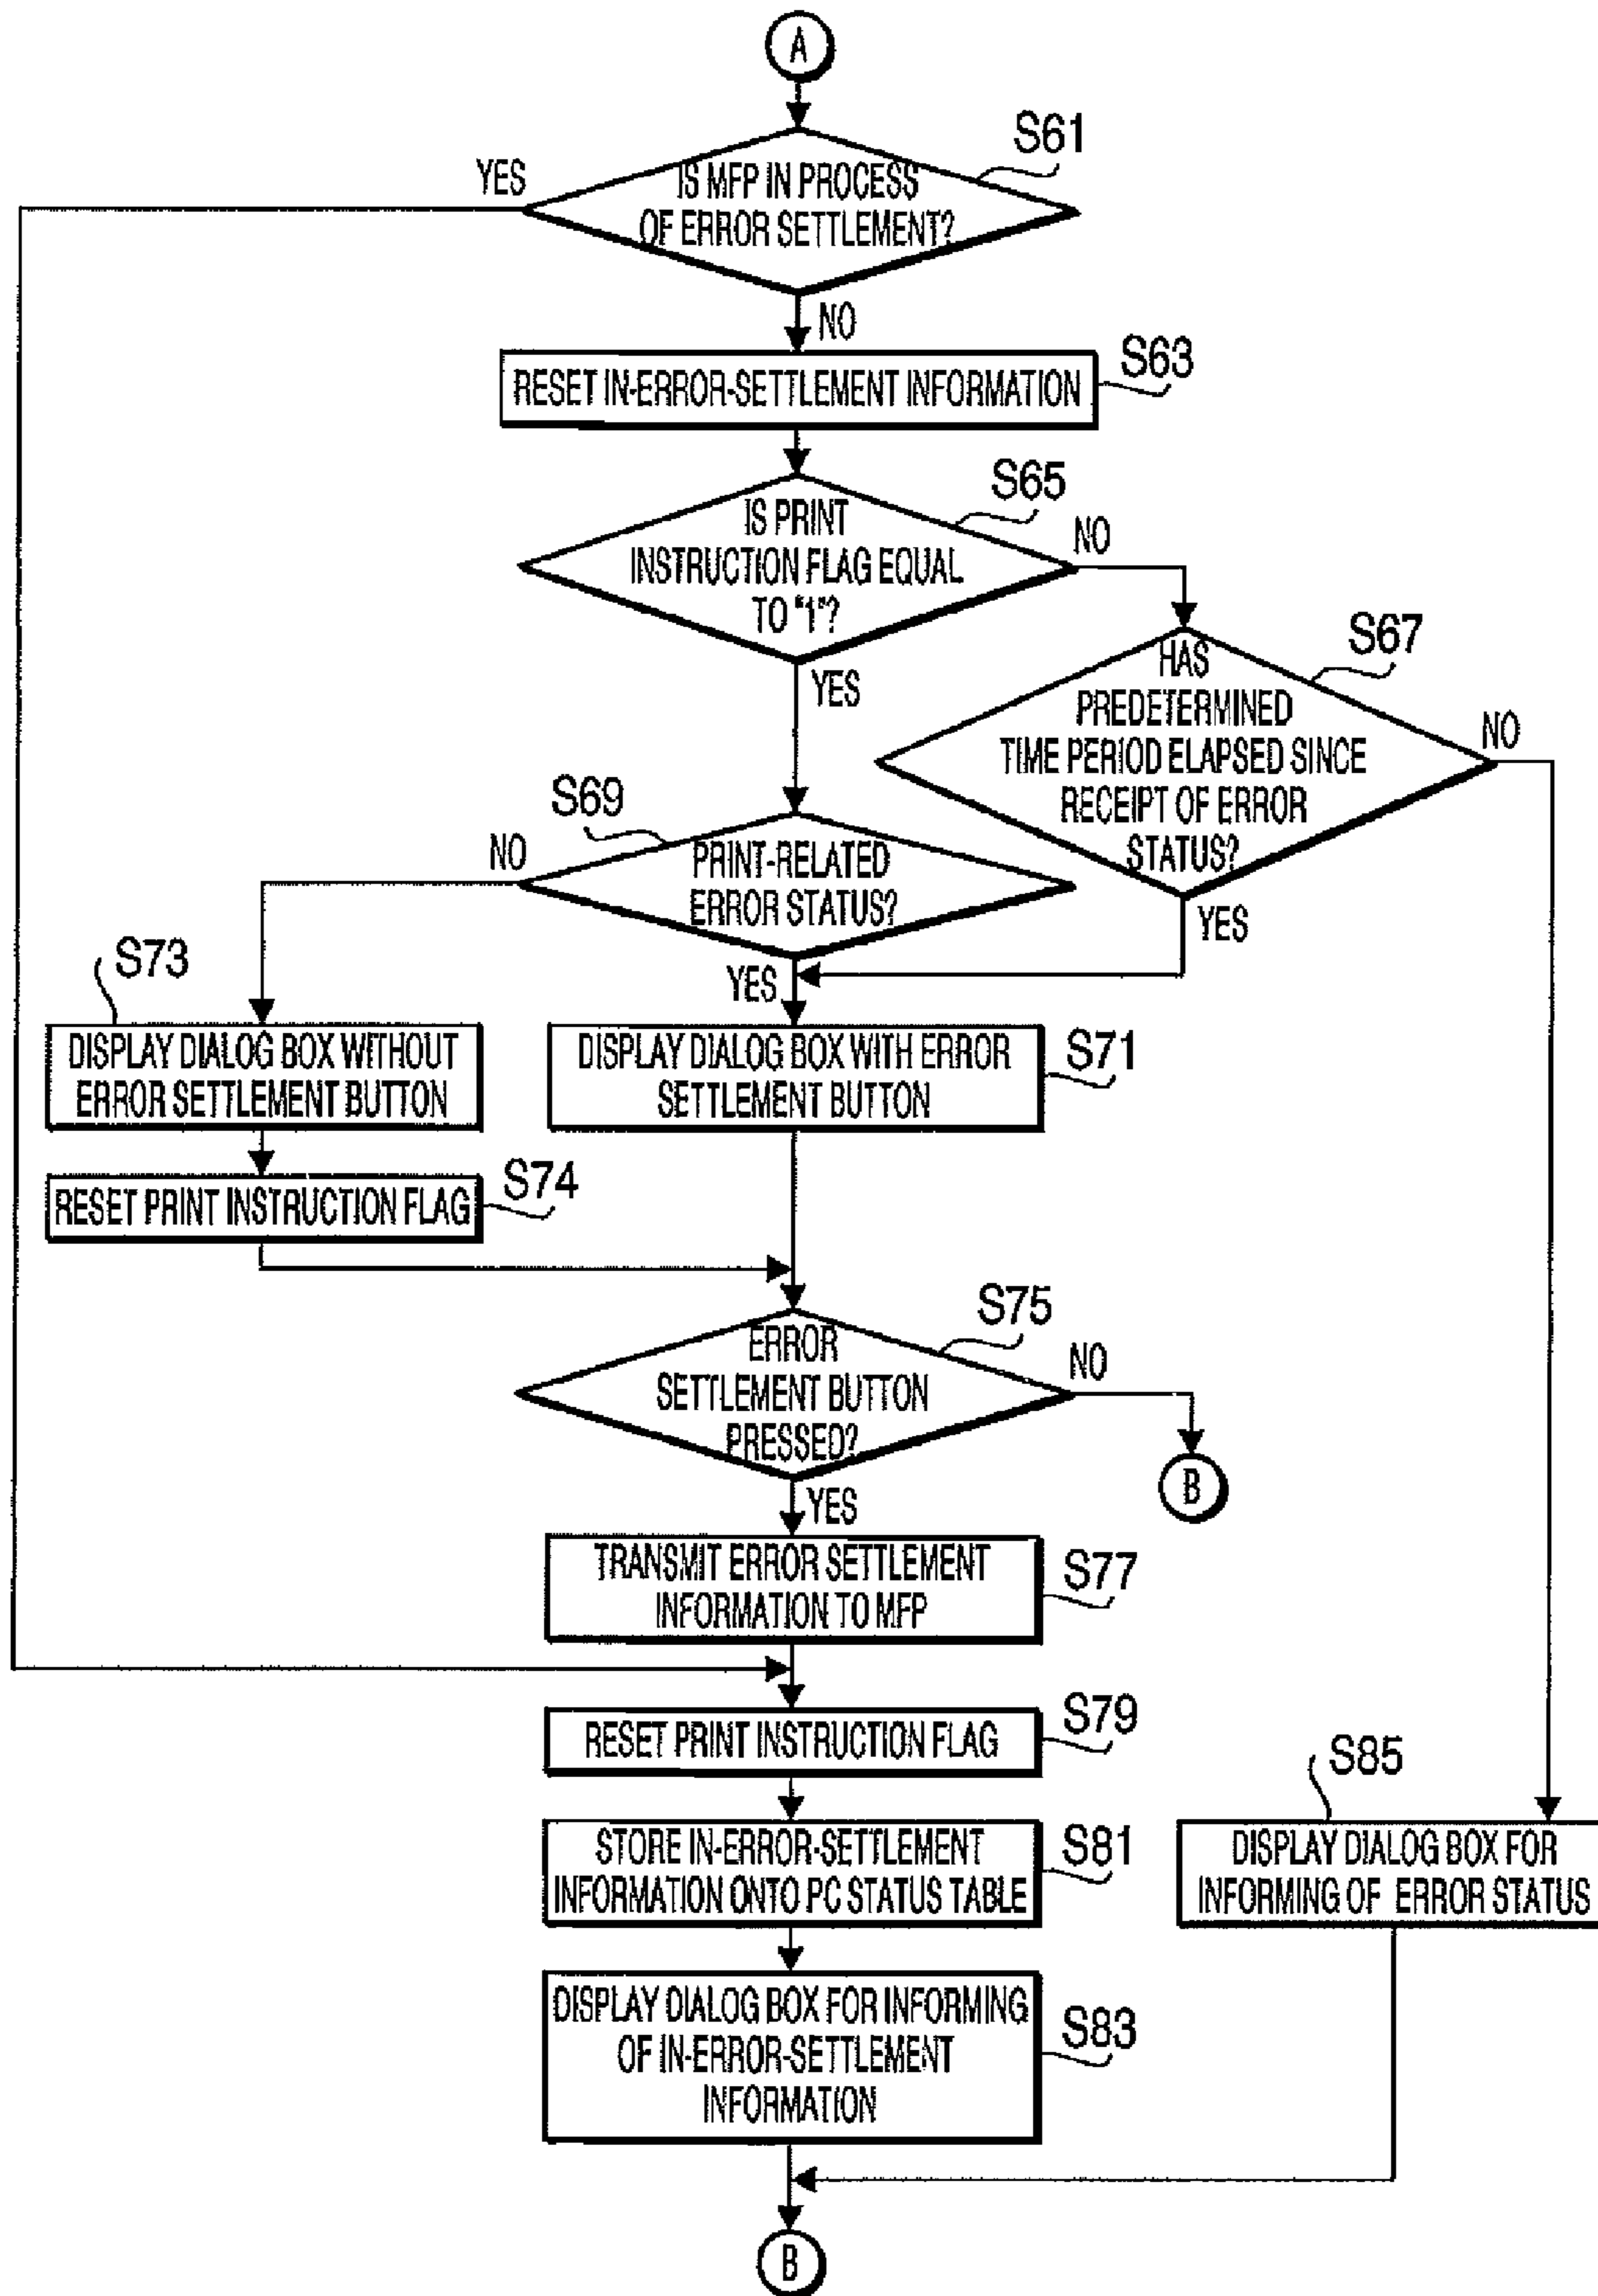 A
S61
YES
IS MFP IN PROCESS
OF ERROR SETTLEMENT?
NO
S63
RESET IN-ERROR-SETTLEMENT INFORMATION
S65
IS PRINT
INSTRUCTION FLAG EQUAL
TO "1"?
NO
YES
S67
HAS
PREDETERMINED
TIME PERIOD ELAPSED SINCE
RECEIPT OF ERROR
STATUS?
NO
YES
S69
NO
PRINT-RELATED
ERROR STATUS?
YES
S73
DISPLAY DIALOG BOX WITHOUT
ERROR SETTLEMENT BUTTON
DISPLAY DIALOG BOX WITH ERROR
SETTLEMENT BUTTON
S71
RESET PRINT INSTRUCTION FLAG
S74
S75
ERROR
SETTLEMENT BUTTON
PRESSED?
NO
B
YES
TRANSMIT ERROR SETTLEMENT
INFORMATION TO MFP
S77
RESET PRINT INSTRUCTION FLAG
S79
STORE IN-ERROR-SETTLEMENT
INFORMATION ONTO PC STATUS TABLE
S81
S85
DISPLAY DIALOG BOX FOR
INFORMING OF ERROR STATUS
DISPLAY DIALOG BOX FOR INFORMING
OF IN-ERROR-SETTLEMENT
INFORMATION
S83
B